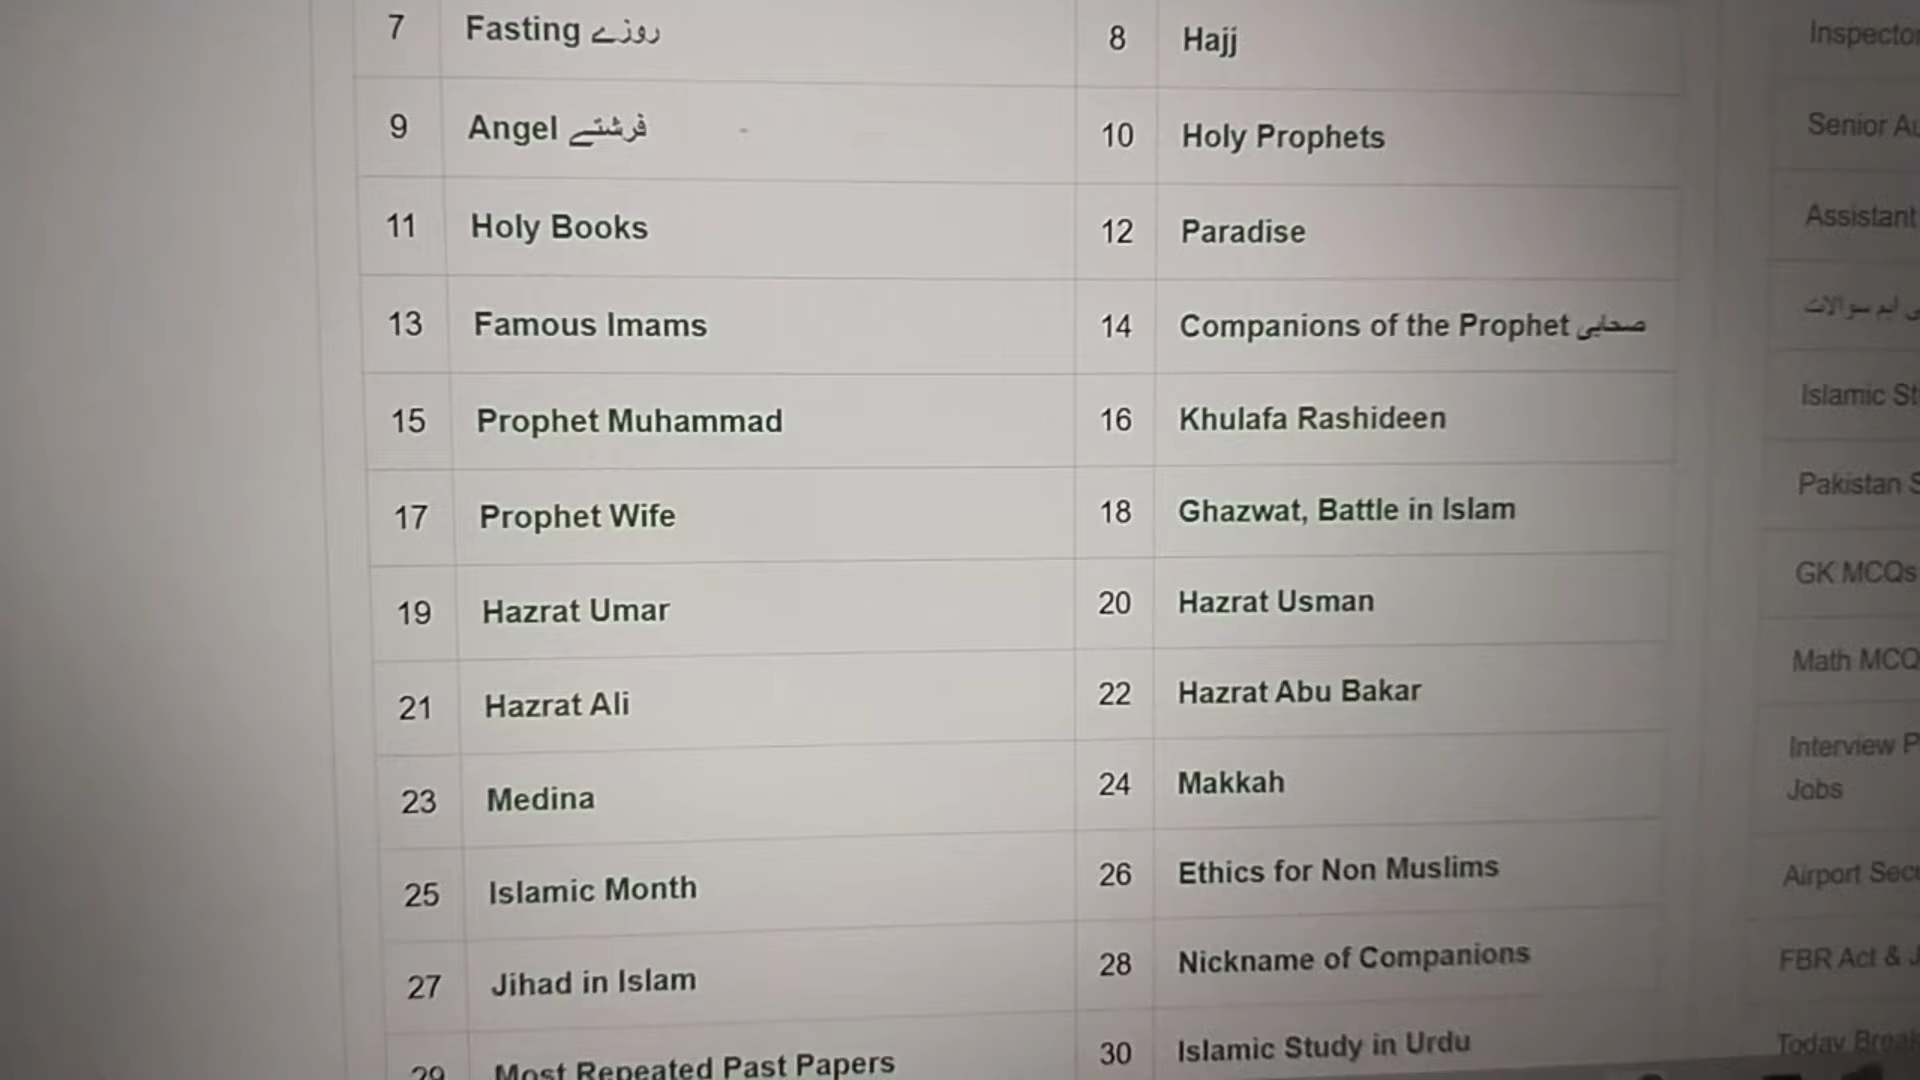 7 Fasting روزے 8 Hajj
9 Angel فرشتے 10 Holy Prophets
11 Holy Books 12 Paradise
13 Famous Imams 14 Companions of the Prophet صحابی
15 Prophet Muhammad 16 Khulafa Rashideen
17 Prophet Wife 18 Ghazwat, Battle in Islam
19 Hazrat Umar 20 Hazrat Usman
21 Hazrat Ali 22 Hazrat Abu Bakar
23 Medina 24 Makkah
25 Islamic Month 26 Ethics for Non Muslims
27 Jihad in Islam 28 Nickname of Companions
29 Most Repeated Past Papers 30 Islamic Study in Urdu
Inspector
Senior
Assistant
اہم سوالات
Islamic
Pakistan
GK MCQs
Math
Interview
Jobs
Airport
FBR Act &
Today